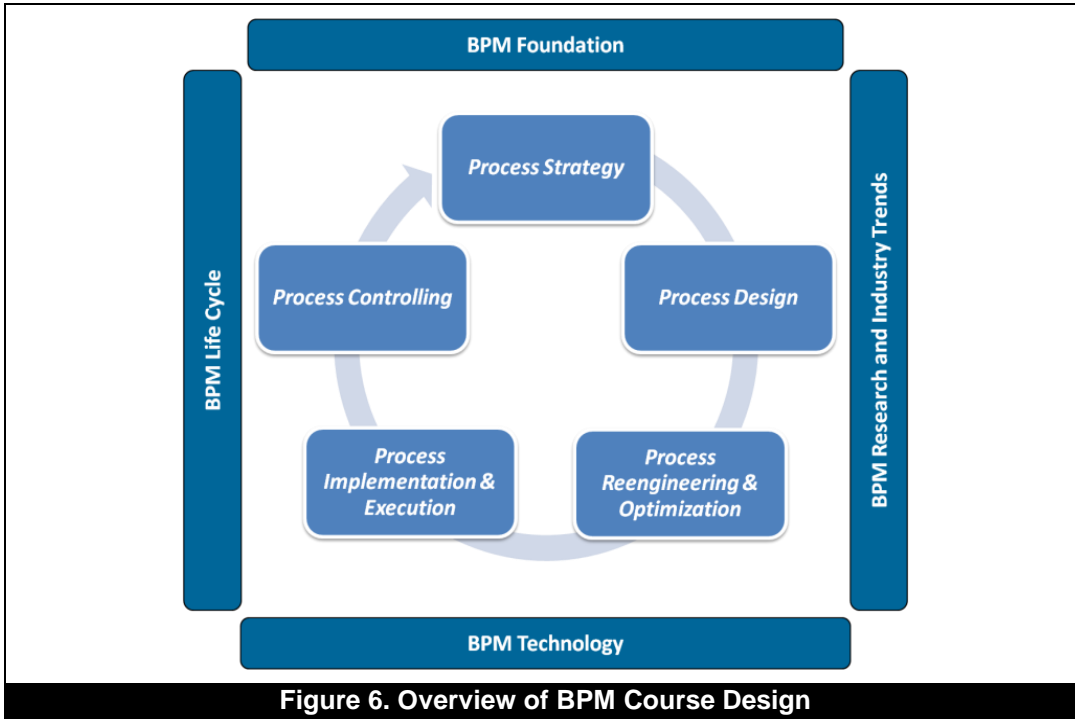 BPM Foundation
Process Strategy
Process Controlling
Process Design
BPM Life Cycle
BPM Research and Industry Trends
Process
Implementation &
Execution
Process
Reengineering &
Optimization
BPM Technology
Figure 6. Overview of BPM Course Design